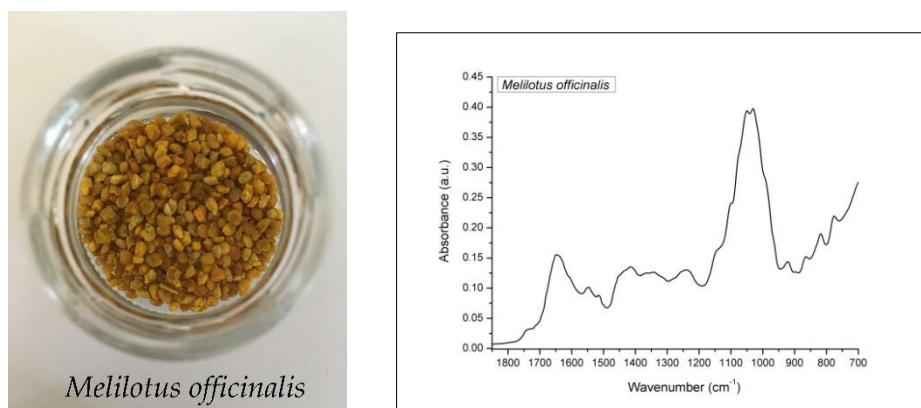 Melilotus officinalis
Melilotus officinalis
Absorbance (a.u.)
0.45
0.40
0.35
0.30
0.25
0.20
0.15
0.10
0.05
0.00
1800 1700 1600 1500 1400 1300 1200 1100 1000 900 800 700
Wavenumber (cm⁻¹)